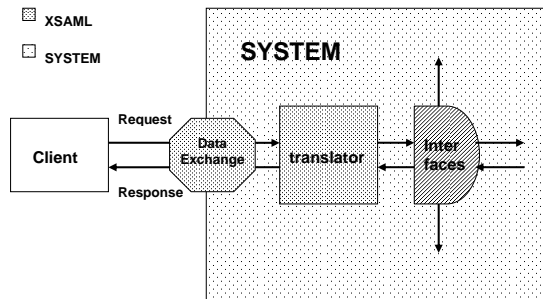 XSAML
SYSTEM
SYSTEM
Request
Client
Data
Exchange
translator
Inter
faces
Response